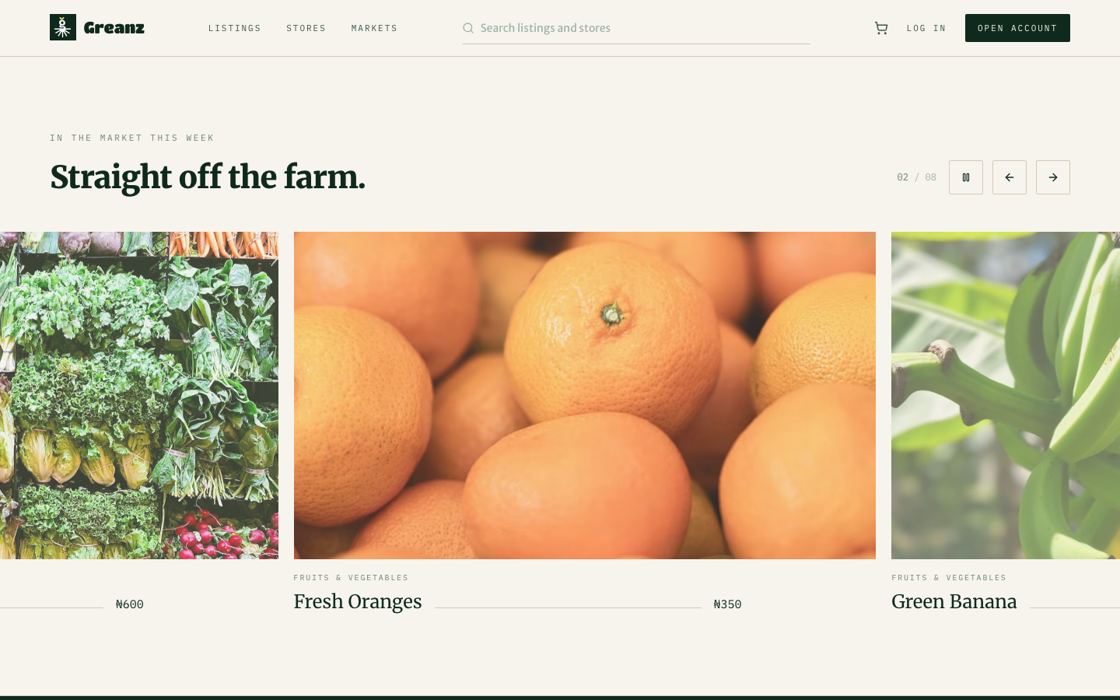 Greanz
LISTINGS STORES MARKETS
Search listings and stores
LOG IN
OPEN ACCOUNT
IN THE MARKET THIS WEEK
Straight off the farm.
02 / 08
₦600
FRUITS & VEGETABLES
Fresh Oranges ₦350
FRUITS & VEGETABLES
Green Banana